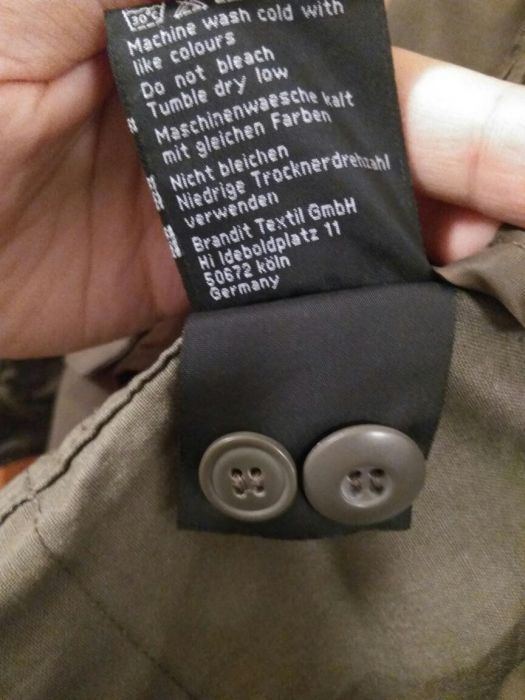 30°C
Machine wash cold with
like colours
Do not bleach
Tumble dry low
Maschinenwaesche kalt
mit gleichen Farben
Nicht bleichen
Niedrige Trocknerdrehzahl
verwenden
Brandit Textil GmbH
Hi ldeboldplatz 11
50672 köln
Germany